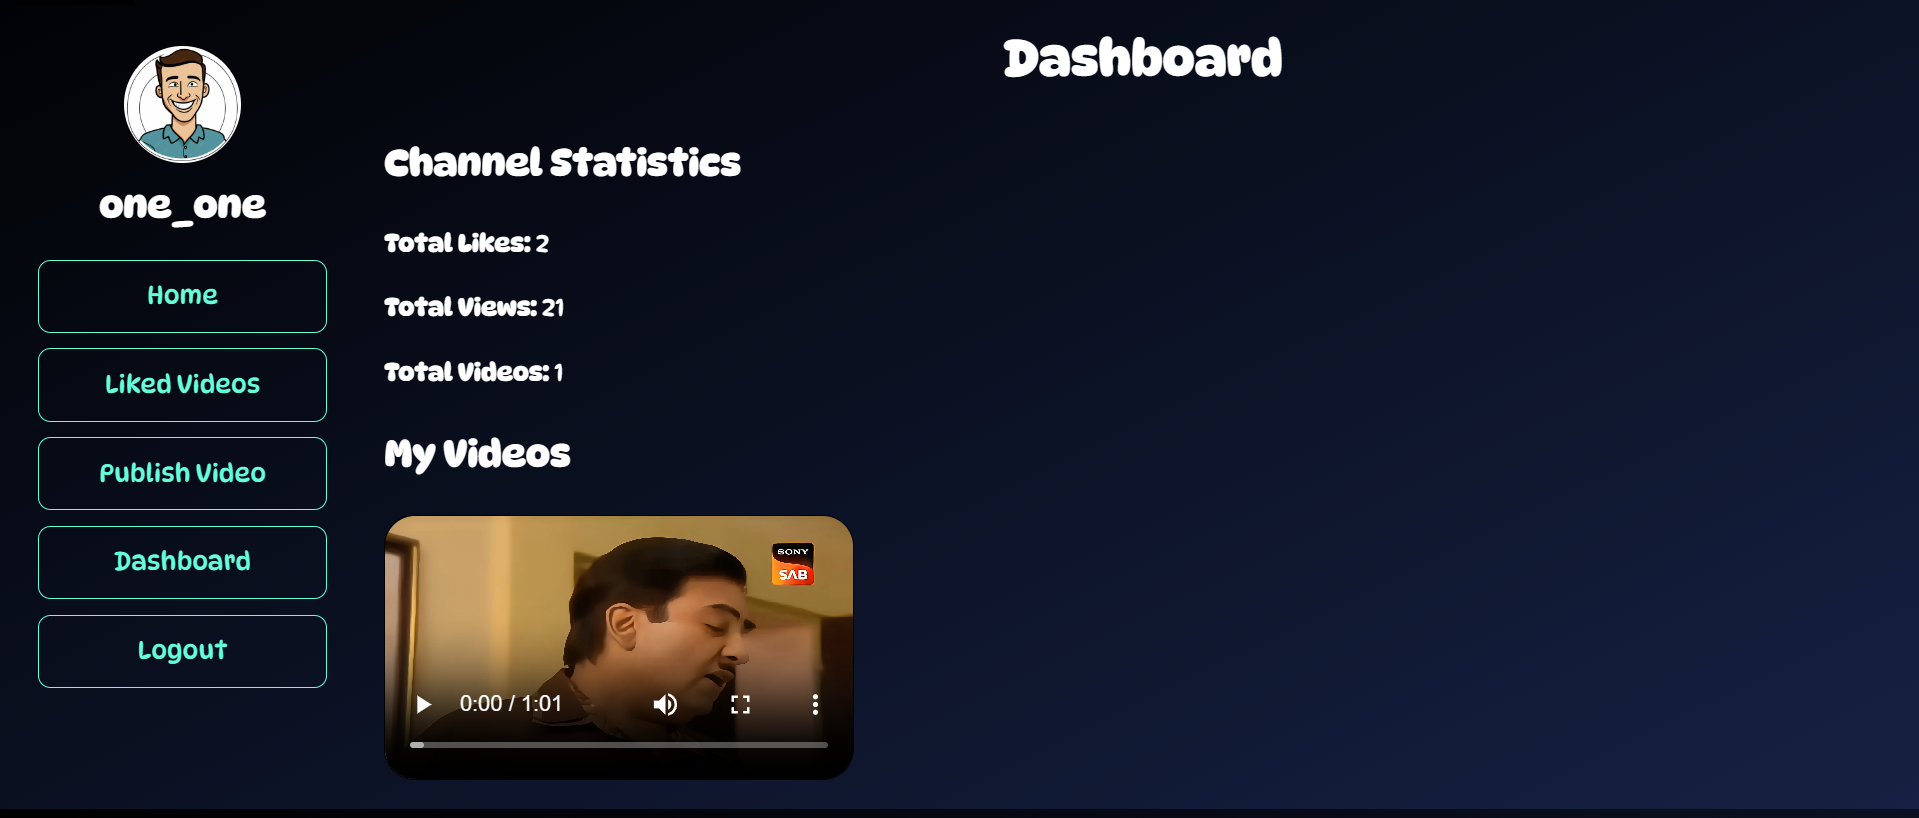 Dashboard
one_one
Home
Liked Videos
Publish Video
Dashboard
Logout
Channel Statistics
Total Likes: 2
Total Views: 21
Total Videos: 1
My Videos
SONY
SAB
0:00 / 1:01